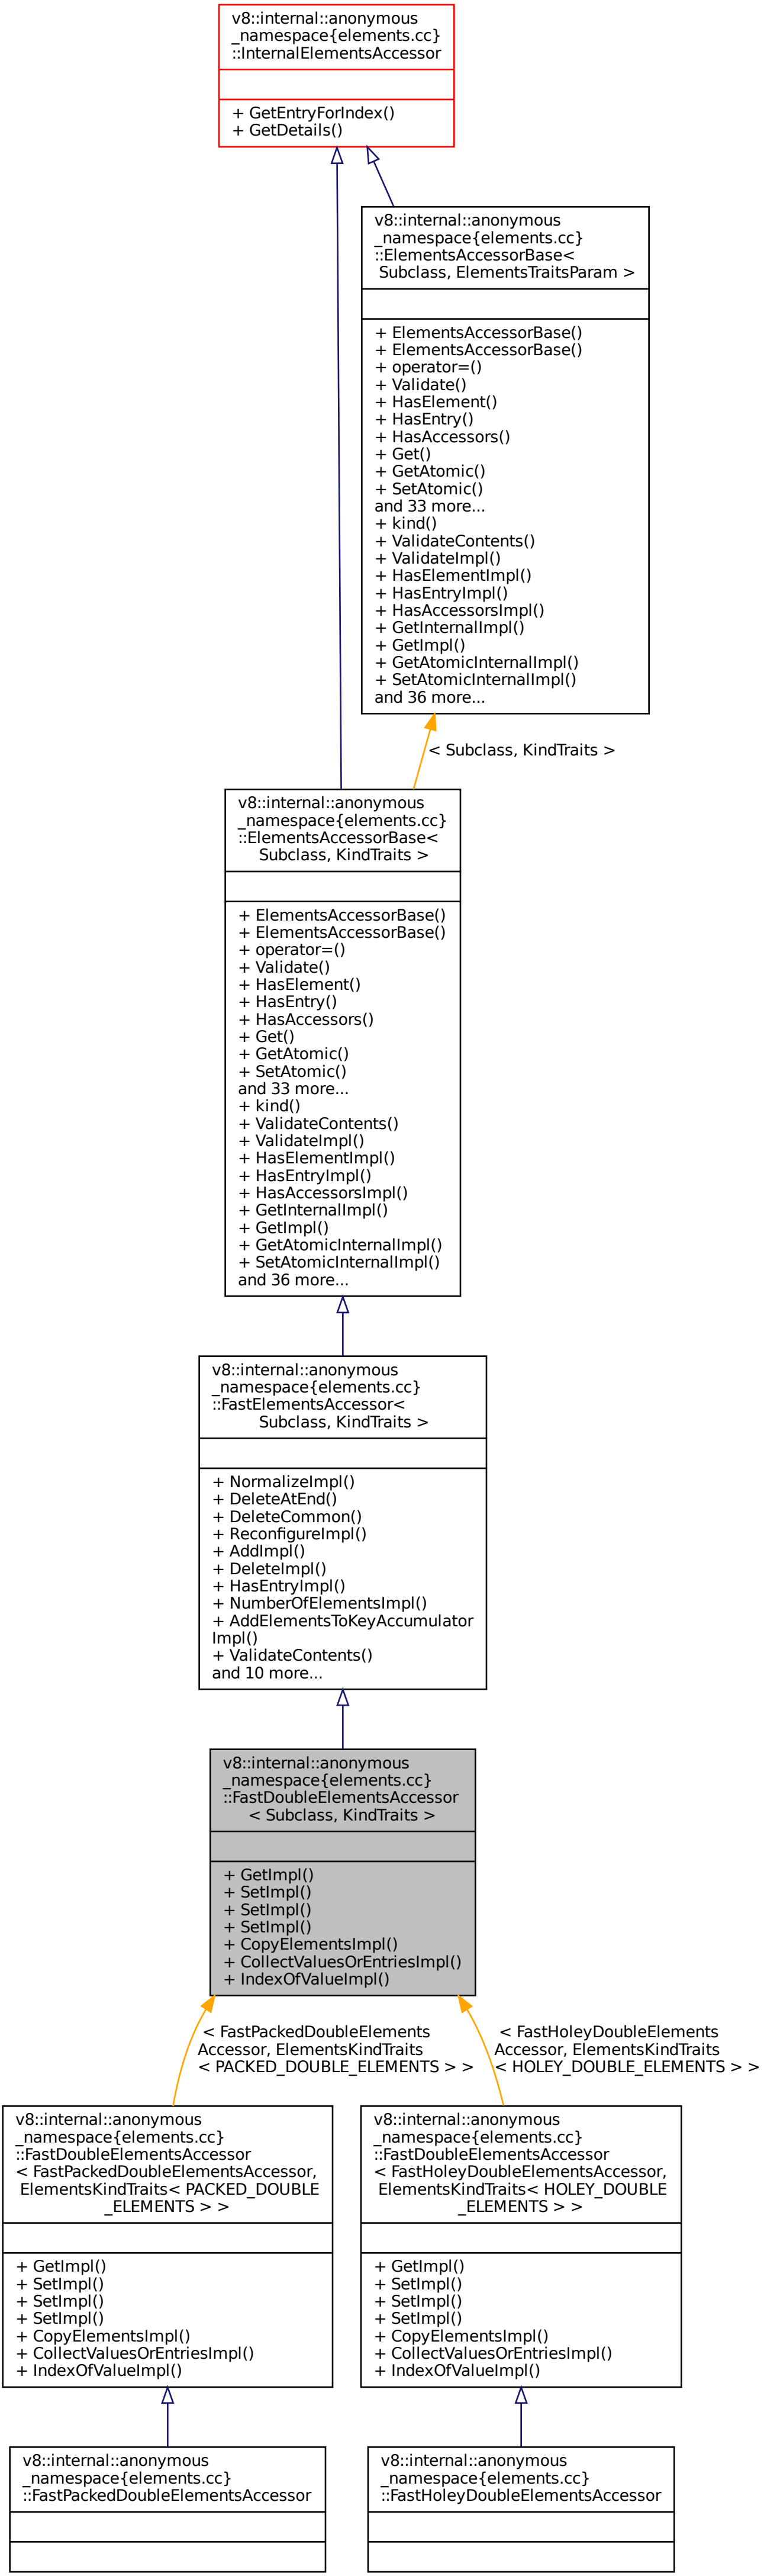 v8::internal::anonymous
_namespace{elements.cc}
::InternalElementsAccessor
+ GetEntryForIndex()
+ GetDetails()
v8::internal::anonymous
_namespace{elements.cc}
::ElementsAccessorBase<
Subclass, ElementsTraitsParam >
+ ElementsAccessorBase()
+ ElementsAccessorBase()
+ operator=()
+ Validate()
+ HasElement()
+ HasEntry()
+ HasAccessors()
+ Get()
+ GetAtomic()
+ SetAtomic()
and 33 more...
+ kind()
+ ValidateContents()
+ ValidateImpl()
+ HasElementImpl()
+ HasEntryImpl()
+ HasAccessorsImpl()
+ GetInternalImpl()
+ GetImpl()
+ GetAtomicInternalImpl()
+ SetAtomicInternalImpl()
and 36 more...
< Subclass, KindTraits >
v8::internal::anonymous
_namespace{elements.cc}
::ElementsAccessorBase<
Subclass, KindTraits >
+ ElementsAccessorBase()
+ ElementsAccessorBase()
+ operator=()
+ Validate()
+ HasElement()
+ HasEntry()
+ HasAccessors()
+ Get()
+ GetAtomic()
+ SetAtomic()
and 33 more...
+ kind()
+ ValidateContents()
+ ValidateImpl()
+ HasElementImpl()
+ HasEntryImpl()
+ HasAccessorsImpl()
+ GetInternalImpl()
+ GetImpl()
+ GetAtomicInternalImpl()
+ SetAtomicInternalImpl()
and 36 more...
v8::internal::anonymous
_namespace{elements.cc}
::FastElementsAccessor<
Subclass, KindTraits >
+ NormalizeImpl()
+ DeleteAtEnd()
+ DeleteCommon()
+ ReconfigureImpl()
+ AddImpl()
+ DeleteImpl()
+ HasEntryImpl()
+ NumberOfElementsImpl()
+ AddElementsToKeyAccumulator
Impl()
+ ValidateContents()
and 10 more...
v8::internal::anonymous
_namespace{elements.cc}
::FastDoubleElementsAccessor
< Subclass, KindTraits >
+ GetImpl()
+ SetImpl()
+ SetImpl()
+ SetImpl()
+ CopyElementsImpl()
+ CollectValuesOrEntriesImpl()
+ IndexOfValueImpl()
< FastPackedDoubleElements
Accessor, ElementsKindTraits
< PACKED_DOUBLE_ELEMENTS > >
< FastHoleyDoubleElements
Accessor, ElementsKindTraits
< HOLEY_DOUBLE_ELEMENTS > >
v8::internal::anonymous
_namespace{elements.cc}
::FastDoubleElementsAccessor
< FastPackedDoubleElementsAccessor,
ElementsKindTraits< PACKED_DOUBLE
_ELEMENTS > >
+ GetImpl()
+ SetImpl()
+ SetImpl()
+ SetImpl()
+ CopyElementsImpl()
+ CollectValuesOrEntriesImpl()
+ IndexOfValueImpl()
v8::internal::anonymous
_namespace{elements.cc}
::FastDoubleElementsAccessor
< FastHoleyDoubleElementsAccessor,
ElementsKindTraits< HOLEY_DOUBLE
_ELEMENTS > >
+ GetImpl()
+ SetImpl()
+ SetImpl()
+ SetImpl()
+ CopyElementsImpl()
+ CollectValuesOrEntriesImpl()
+ IndexOfValueImpl()
v8::internal::anonymous
_namespace{elements.cc}
::FastPackedDoubleElementsAccessor
v8::internal::anonymous
_namespace{elements.cc}
::FastHoleyDoubleElementsAccessor